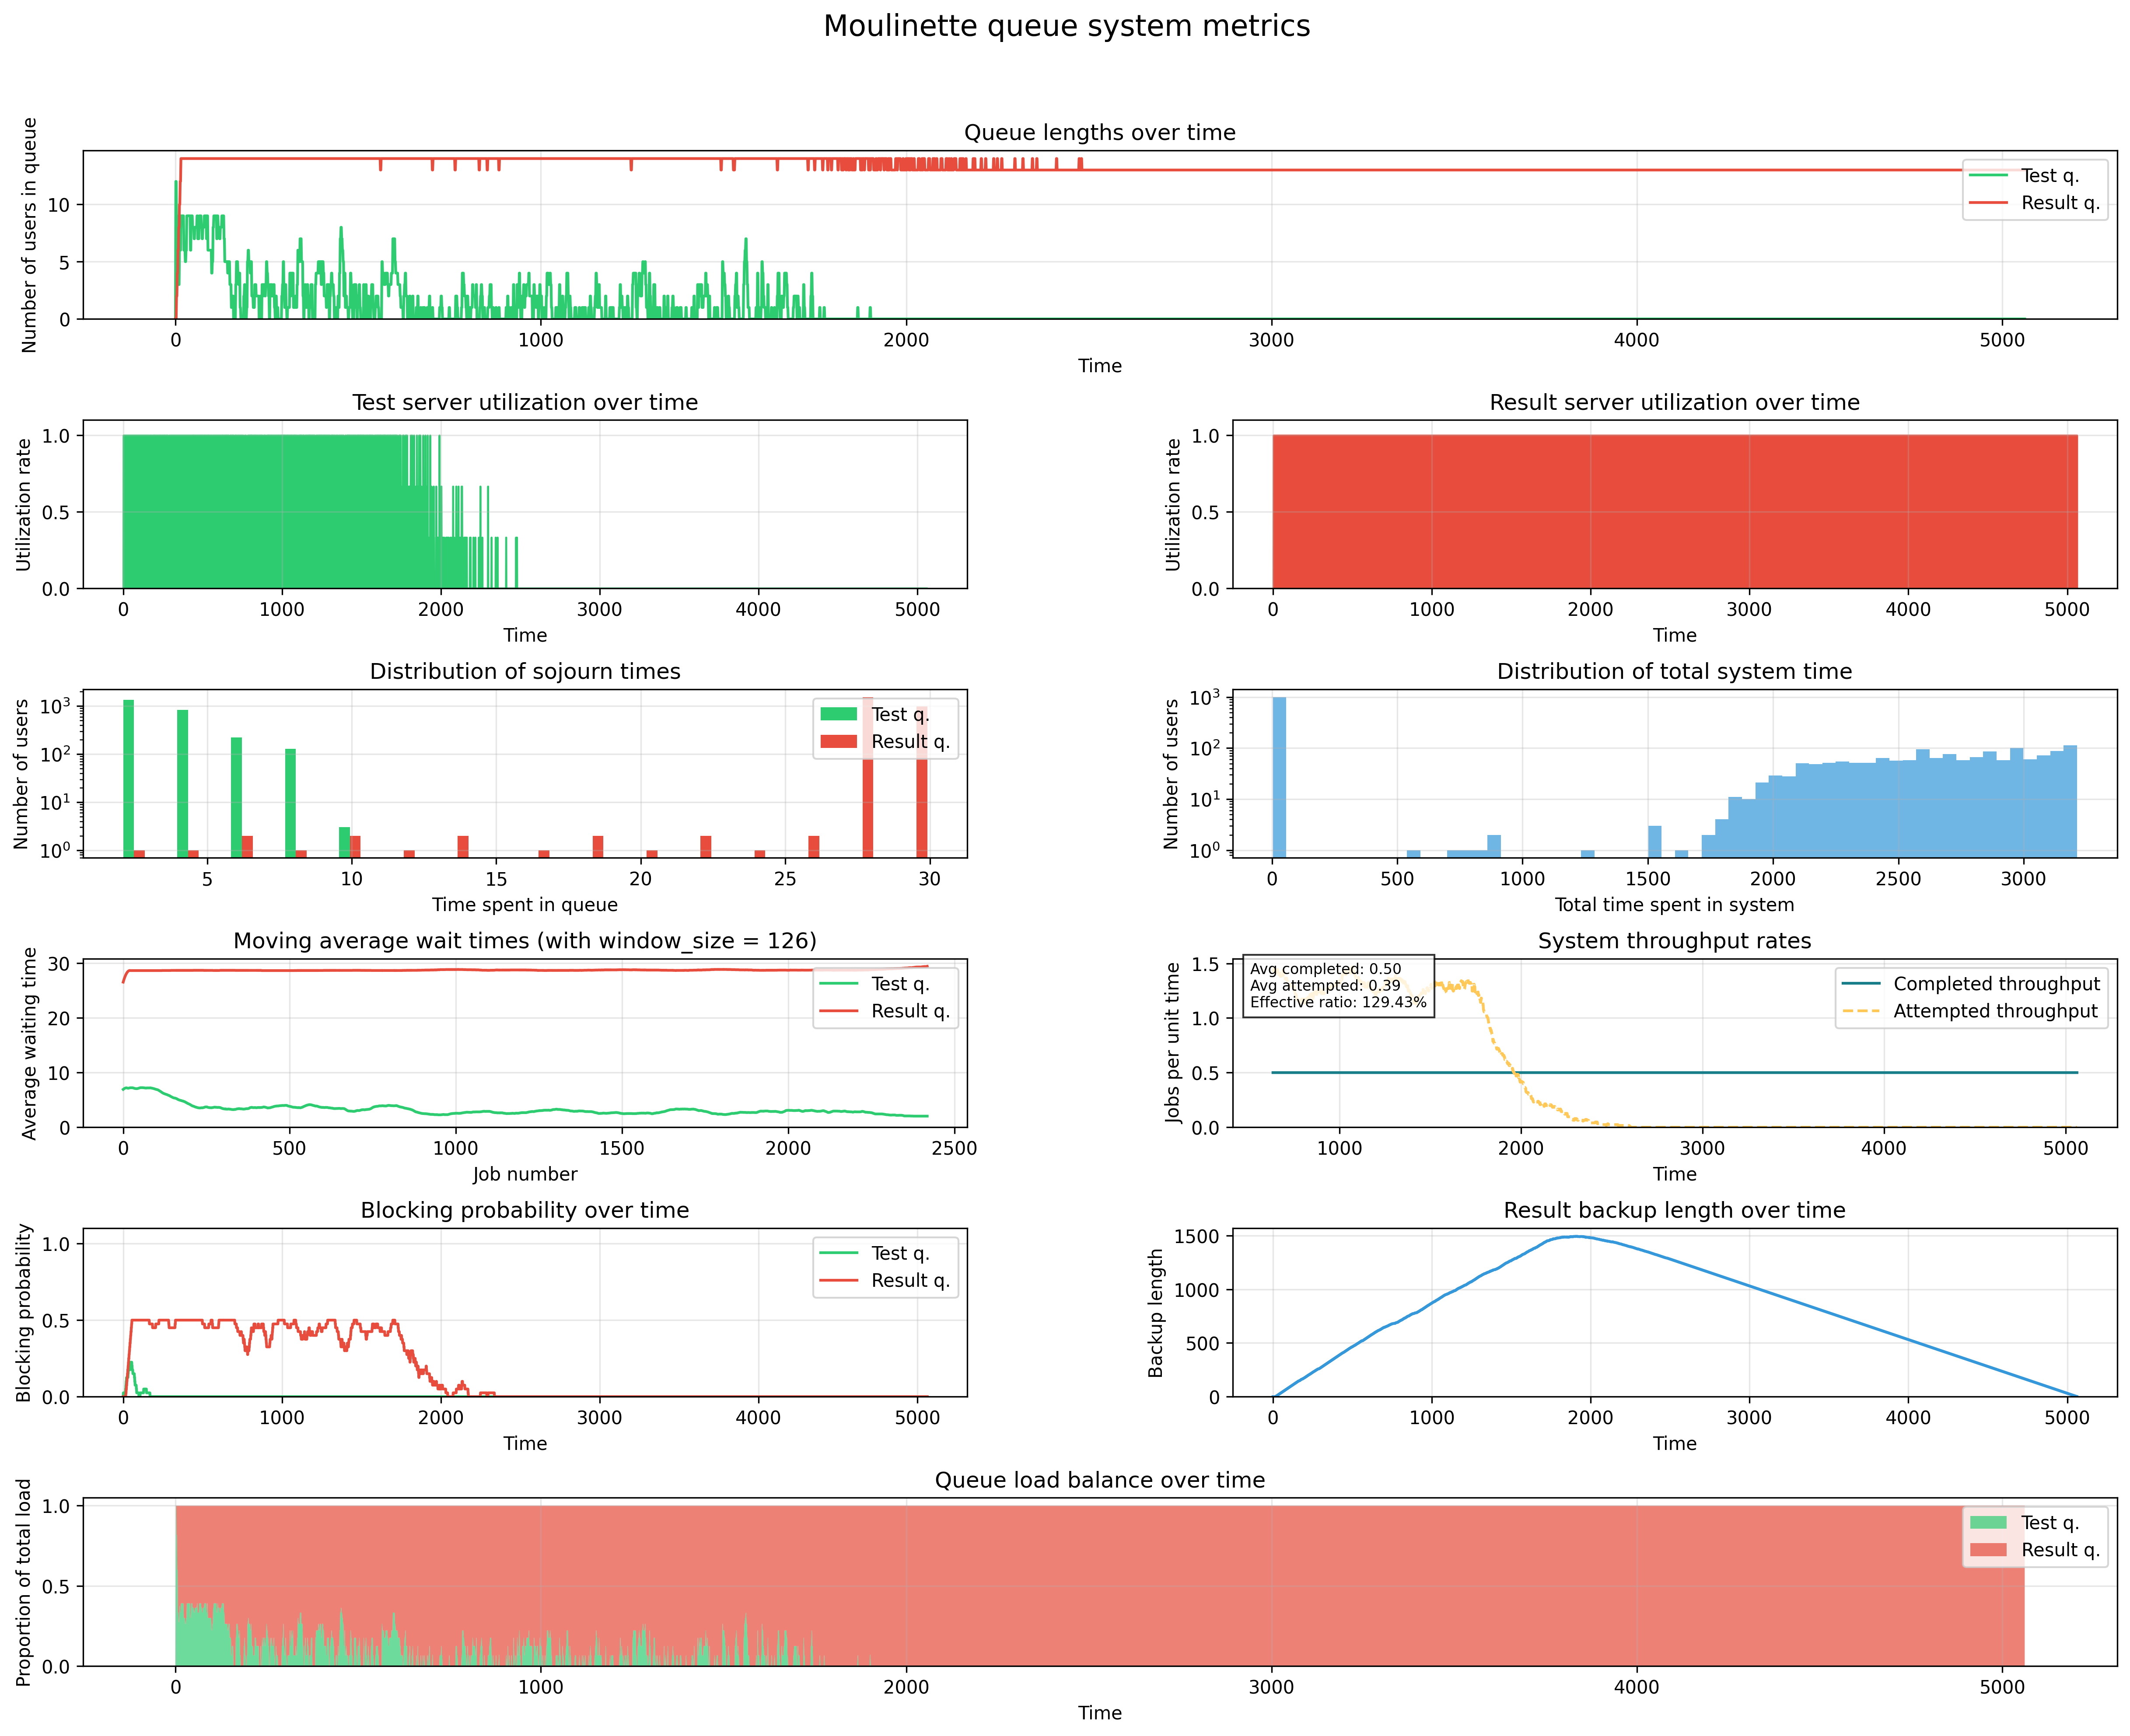 Moulinette queue system metrics
Queue lengths over time
Number of users in queue
10
5
0
Test q.
Result q.
0 1000 2000 3000 4000 5000
Time
Test server utilization over time
Utilization rate
1.0
0.5
0.0
0 1000 2000 3000 4000 5000
Time
Result server utilization over time
Utilization rate
1.0
0.5
0.0
0 1000 2000 3000 4000 5000
Time
Distribution of sojourn times
Number of users
10³
10²
10¹
10⁰
Test q.
Result q.
5 10 15 20 25 30
Time spent in queue
Distribution of total system time
Number of users
10³
10²
10¹
10⁰
0 500 1000 1500 2000 2500 3000
Total time spent in system
Moving average wait times (with window_size = 126)
Average waiting time
30
20
10
0
Test q.
Result q.
0 500 1000 1500 2000 2500
Job number
System throughput rates
Jobs per unit time
1.5
1.0
0.5
0.0
Avg completed: 0.50
Avg attempted: 0.39
Effective ratio: 129.43%
Completed throughput
Attempted throughput
1000 2000 3000 4000 5000
Time
Blocking probability over time
Blocking probability
1.0
0.5
0.0
Test q.
Result q.
0 1000 2000 3000 4000 5000
Time
Result backup length over time
Backup length
1500
1000
500
0
0 1000 2000 3000 4000 5000
Time
Queue load balance over time
Proportion of total load
1.0
0.5
0.0
Test q.
Result q.
0 1000 2000 3000 4000 5000
Time